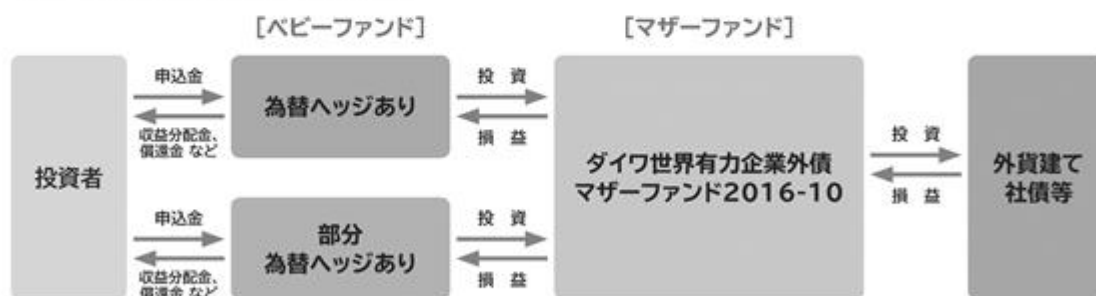 ［ベビーファンド］
［マザーファンド］
投資者
申込金
収益分配金、
償還金 など
為替ヘッジあり
投 資
損 益
申込金
収益分配金、
償還金 など
部分
為替ヘッジあり
投 資
損 益
ダイワ世界有力企業外債
マザーファンド2016-10
投 資
損 益
外貨建て
社債等